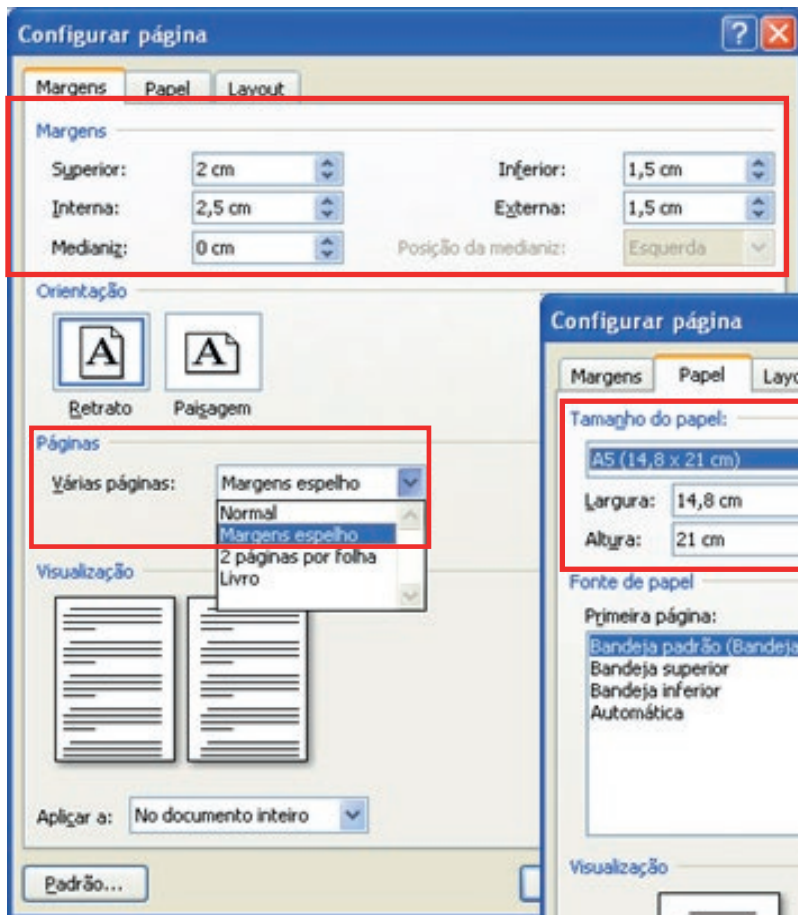 Configurar página
Margens Papel Layout
Margens
Superior: 2 cm Inferior: 1,5 cm
Interna: 2,5 cm Externa: 1,5 cm
Medianiz: 0 cm Posição da medianiz: Esquerda
Orientação
A A
Retrato Paisagem
Páginas
Várias páginas: Margens espelho
Normal
Margens espelho
2 páginas por folha
Livro
Visualização
Aplicar a: No documento inteiro
Padrão...
Configurar página
Margens Papel Layo
Tamanho do papel:
A5 (14,8 x 21 cm)
Largura: 14,8 cm
Altura: 21 cm
Fonte de papel
Primeira página:
Bandeja padrão (Bandeja
Bandeja superior
Bandeja inferior
Automática
Visualização